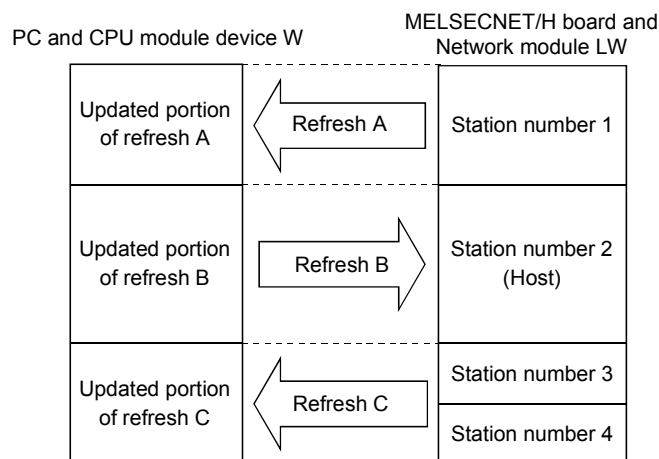 PC and CPU module device W
MELSECNET/H board and
Network module LW
Updated portion
of refresh A
Refresh A
Station number 1
Updated portion
of refresh B
Refresh B
Station number 2
(Host)
Updated portion
of refresh C
Refresh C
Station number 3
Station number 4